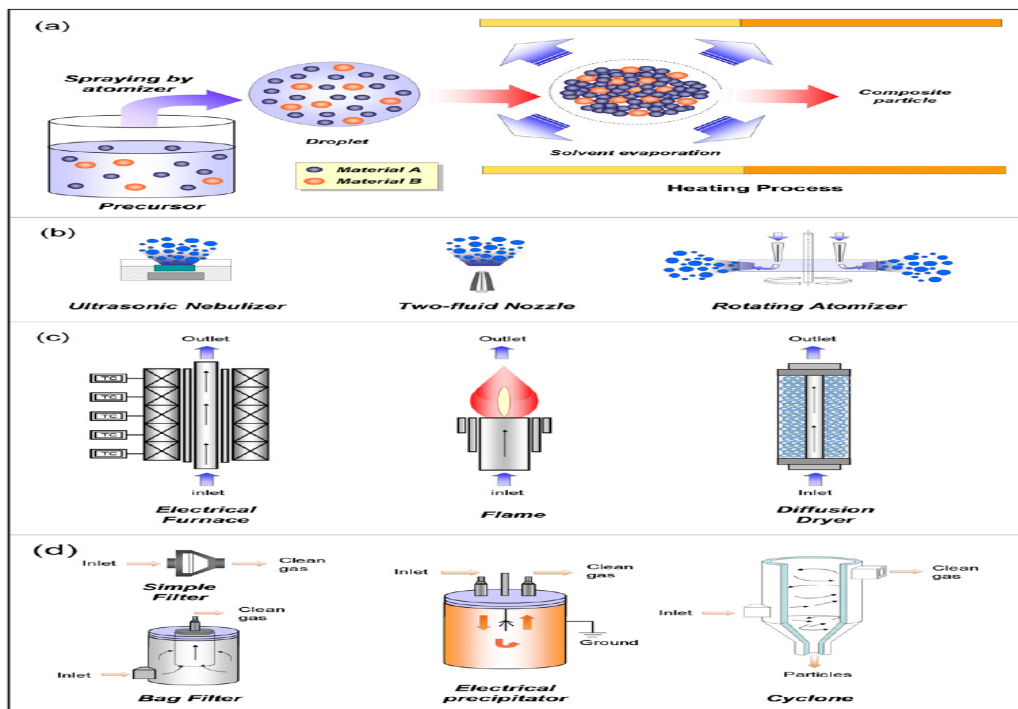 (a)
Spraying by
atomizer
Droplet
Material A
Material B
Precursor
Solvent evaporation
Composite
particle
Heating Process
(b)
Ultrasonic Nebulizer
Two-fluid Nozzle
Rotating Atomizer
(c)
Outlet
Outlet
Outlet
TC
TC
TC
TC
TC
inlet
inlet
Inlet
Electrical
Furnace
Flame
Diffusion
Dryer
(d)
Inlet
Clean
gas
Simple
Filter
Clean
gas
Inlet
Bag Filter
Inlet
Clean
gas
Ground
Electrical
precipitator
Clean
gas
Inlet
Particles
Cyclone